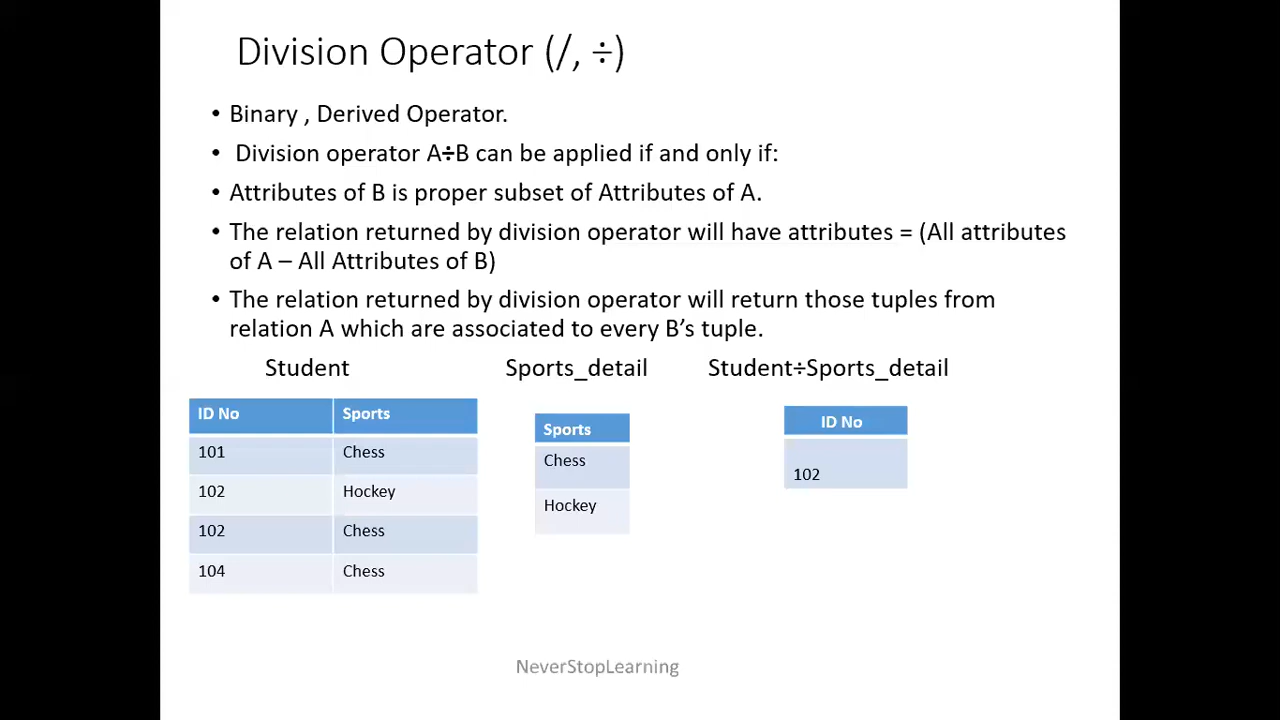 Division Operator (/, ÷)
• Binary , Derived Operator.
• Division operator A÷B can be applied if and only if:
• Attributes of B is proper subset of Attributes of A.
• The relation returned by division operator will have attributes = (All attributes
of A – All Attributes of B)
• The relation returned by division operator will return those tuples from
relation A which are associated to every B’s tuple.
Student Sports_detail Student÷Sports_detail
ID No Sports
101 Chess
102 Hockey
102 Chess
104 Chess
Sports
Chess
Hockey
ID No
102
NeverStopLearning